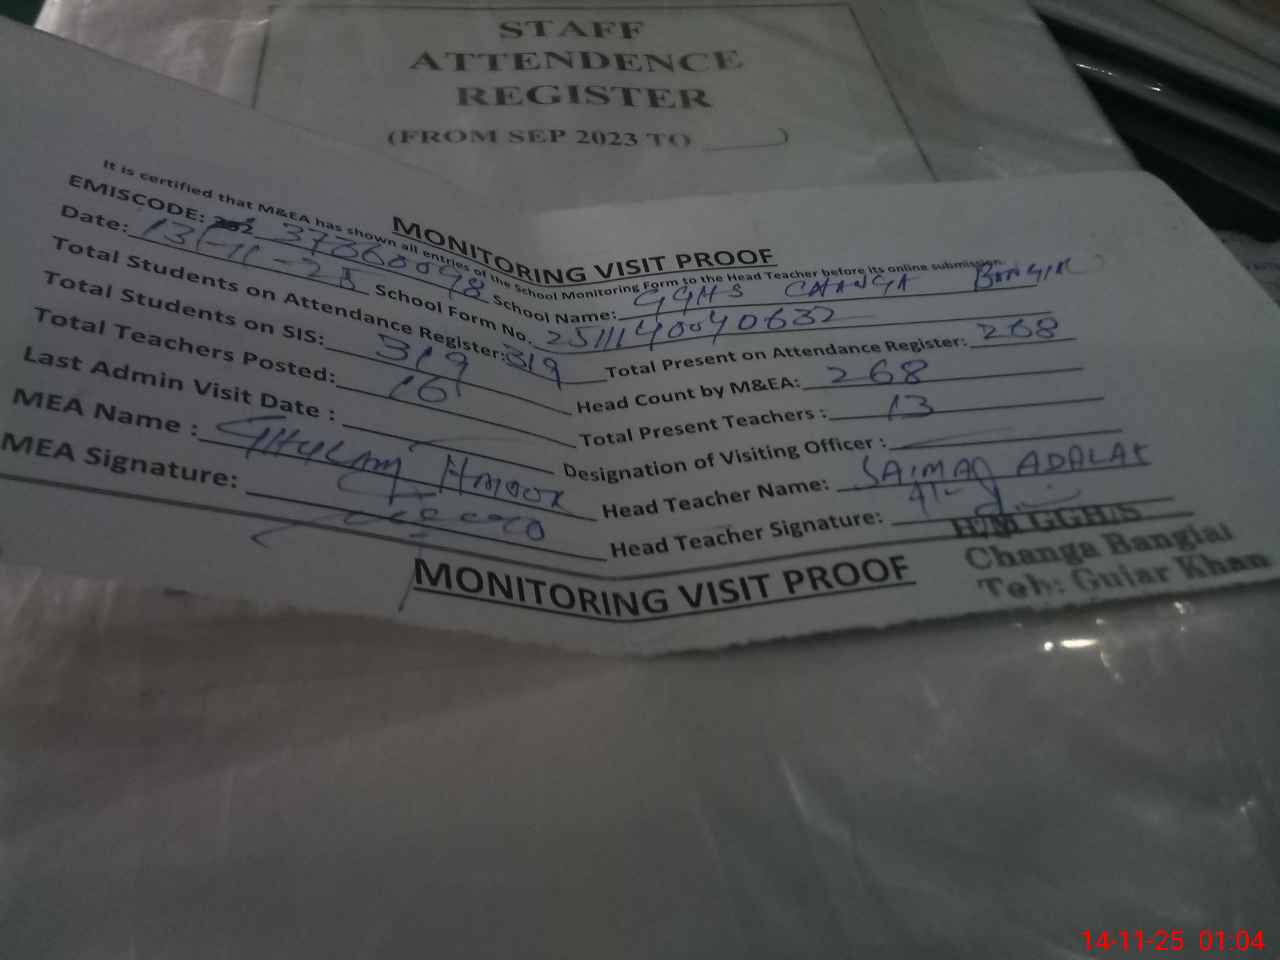 STAFF
ATTENDENCE
REGISTER
(FROM SEP 2023 TO ____)
MONITORING VISIT PROOF
It is certified that M&EA has shown all entries of the School Monitoring Form to the Head Teacher before its online submission.
EMISCODE: 37360098 School Name: GGHS CHANGA
Date: 13-11-25 School Form No. 2511140040632
Total Students on Attendance Register: 319 Total Present on Attendance Register: 268
Total Students on SIS: 319 Head Count by M&EA: 268
Total Teachers Posted: 16 Total Present Teachers : 13
Last Admin Visit Date : Designation of Visiting Officer :
MEA Name : GHULAM Head Teacher Name: SAIMA ADALAT
MEA Signature: Head Teacher Signature:
H/M GGH/S
Changa Bangial
Teh: Gujar Khan
MONITORING VISIT PROOF
14-11-25 01:04